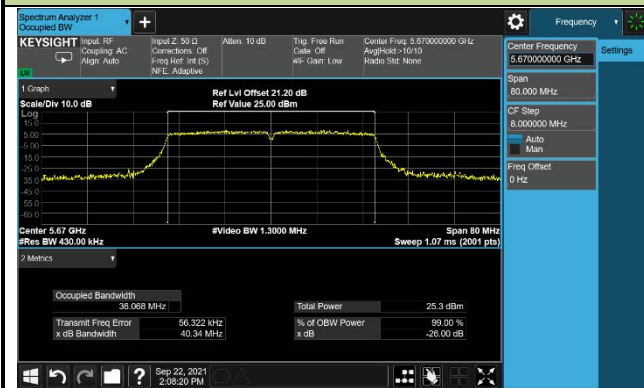 Spectrum Analyzer 1
Occupied BW
Frequency
KEYSIGHT
Input: RF
Coupling: AC
Align: Auto
Input Z: 50 Ω
Corrections: Off
Freq Ref: Int (S)
NFE: Adaptive
Atten: 10 dB
Trig: Free Run
Gate: Off
#IF Gain: Low
Center Freq: 5.670000000 GHz
Avg|Hold:>10/10
Radio Std: None
Center Frequency
5.670000000 GHz
Settings
Span
80.000 MHz
CF Step
8.000000 MHz
Auto
Man
Freq Offset
0 Hz
1 Graph
Scale/Div 10.0 dB
Ref Lvl Offset 21.20 dB
Ref Value 25.00 dBm
Log
15.0
5.00
-5.00
-15.0
-25.0
-35.0
-45.0
-55.0
-65.0
Center 5.67 GHz
#Video BW 1.3000 MHz
Span 80 MHz
#Res BW 430.00 kHz
Sweep 1.07 ms (2001 pts)
2 Metrics
Occupied Bandwidth
36.068 MHz
Total Power 25.3 dBm
Transmit Freq Error 56.322 kHz
% of OBW Power 99.00 %
x dB Bandwidth 40.34 MHz
x dB -26.00 dB
Sep 22, 2021
2:08:20 PM